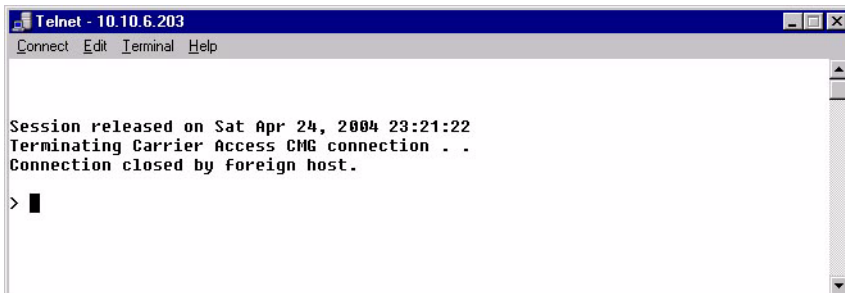 Telnet - 10.10.6.203
Connect Edit Terminal Help
Session released on Sat Apr 24, 2004 23:21:22
Terminating Carrier Access CMG connection . .
Connection closed by foreign host.
>